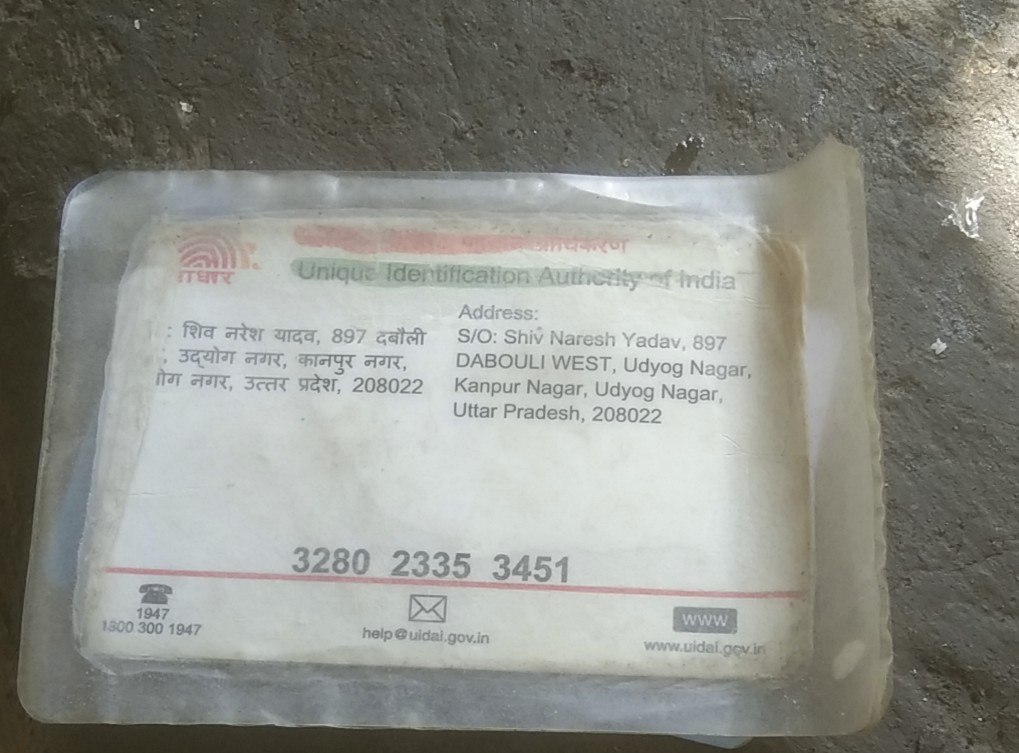 प्राधिकरण
Unique Identification Authority of India
: शिव नरेश यादव, 897 दबौली
उद्योग नगर, कानपुर नगर,
नगर, उत्तर प्रदेश, 208022
Address:
S/O: Shiv Naresh Yadav, 897
DABOULI WEST, Udyog Nagar,
Kanpur Nagar, Udyog Nagar,
Uttar Pradesh, 208022
3280 2335 3451
1947
1800 300 1947
help@uidai.gov.in
www
www.uidai.gov.in